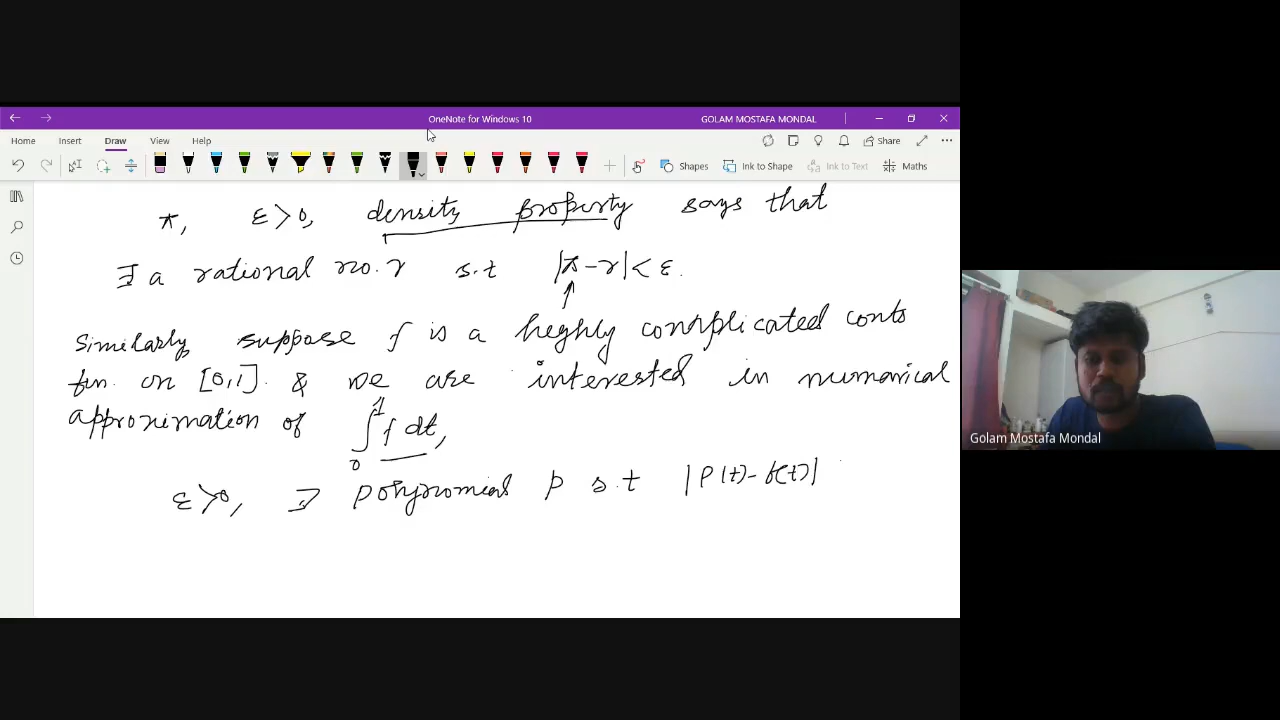 OneNote for Windows 10
GOLAM MOSTAFA MONDAL
Home Insert Draw View Help
Share
Shapes Ink to Shape Ink to Text Maths
π, ε>0, density property says that
∃ a rational no. r s.t |π-r|< ε.
Similarly suppose f is a heghly complicated conts
fun. on [0,1]. & we are interested in numarical
approximation of ∫₀¹ f dt,
ε>0, ∃ polynomial p s.t |P(t)-f(t)|
Golam Mostafa Mondal